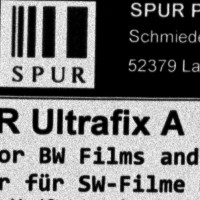 SPUR
SPUR P
Schmiede
52379 La
R Ultrafix A
or BW Films and
r für SW-Filme